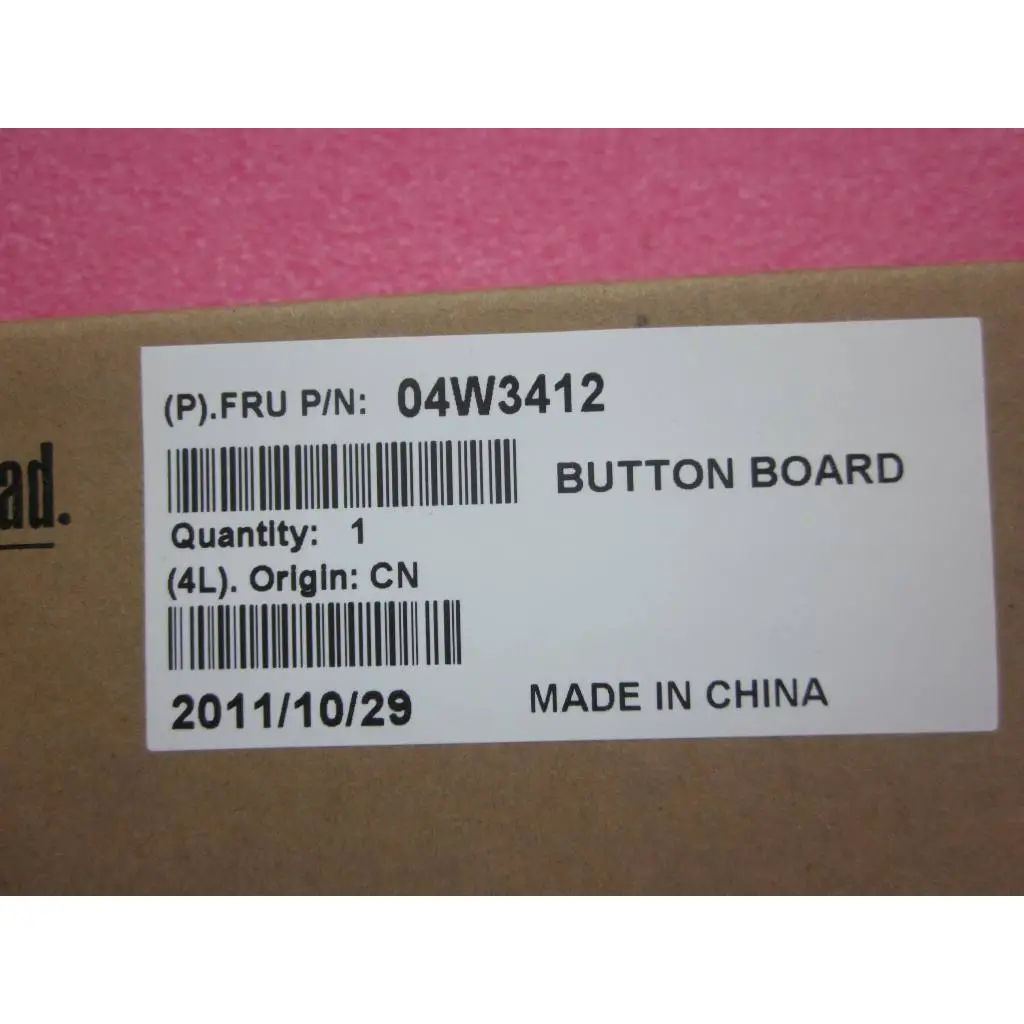 (P).FRU P/N: 04W3412
BUTTON BOARD
Quantity: 1
(4L). Origin: CN
2011/10/29
MADE IN CHINA
ad.